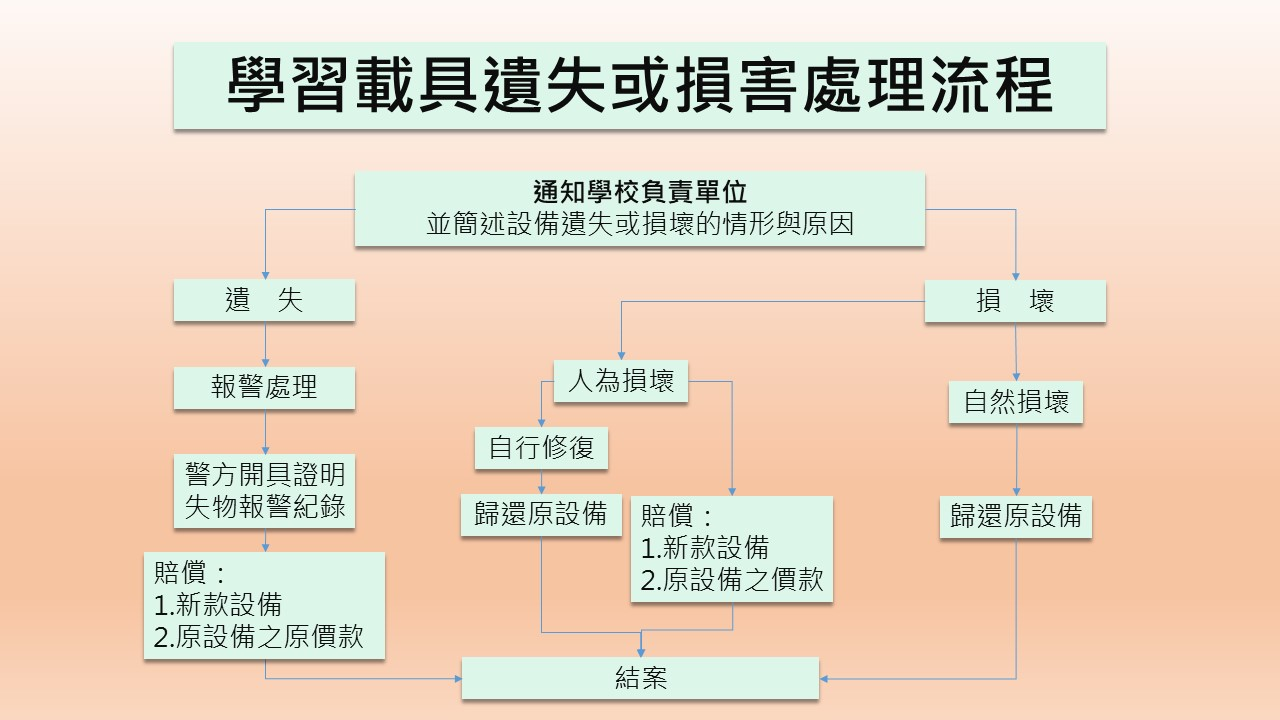 學習載具遺失或損害處理流程
通知學校負責單位
並簡述設備遺失或損壞的情形與原因
遺 失
報警處理
警方開具證明
失物報警紀錄
賠償：
1.新款設備
2.原設備之原價款
損 壞
人為損壞
自行修復
歸還原設備
賠償：
1.新款設備
2.原設備之價款
自然損壞
歸還原設備
結案